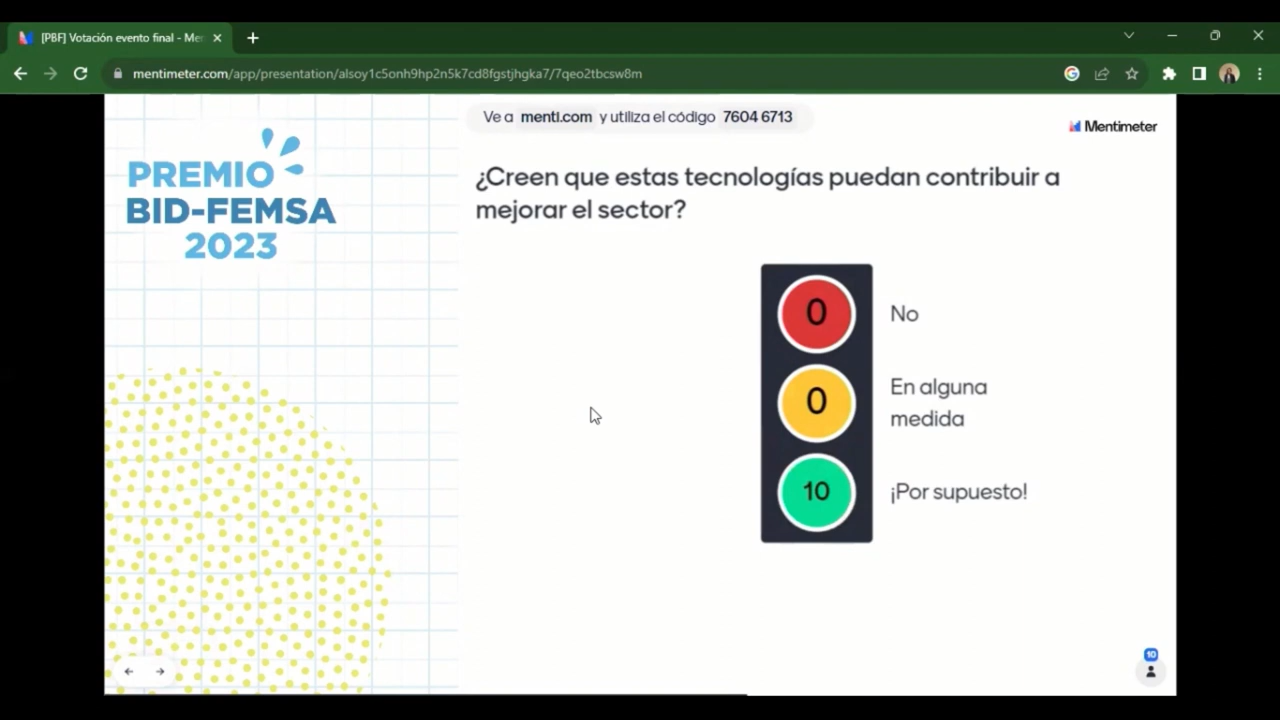 [PBF] Votación evento final - Me
mentimeter.com/app/presentation/alsoy1c5onh9hp2n5k7cd8fgstjhgka7/7qeo2tbcsw8m
Ve a menti.com y utiliza el código 7604 6713
Mentimeter
PREMIO
BID-FEMSA
2023
¿Creen que estas tecnologías puedan contribuir a
mejorar el sector?
0 No
0 En alguna
medida
10 ¡Por supuesto!
10